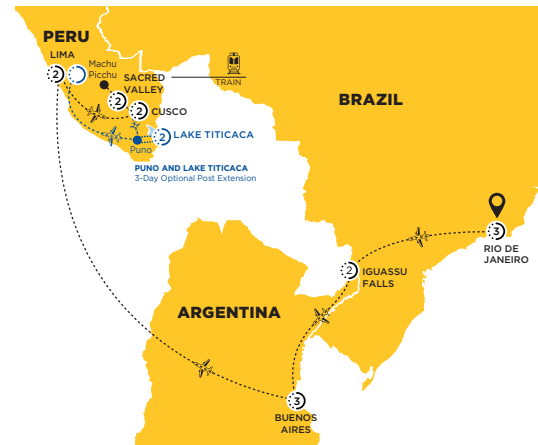 PERU
LIMA
2
Machu
Picchu
SACRED
VALLEY
2
TRAIN
2
CUSCO
2
LAKE TITICACA
Puno
PUNO AND LAKE TITICACA
3-Day Optional Post Extension
BRAZIL
3
RIO DE
JANEIRO
2
IGUASSU
FALLS
ARGENTINA
3
BUENOS
AIRES